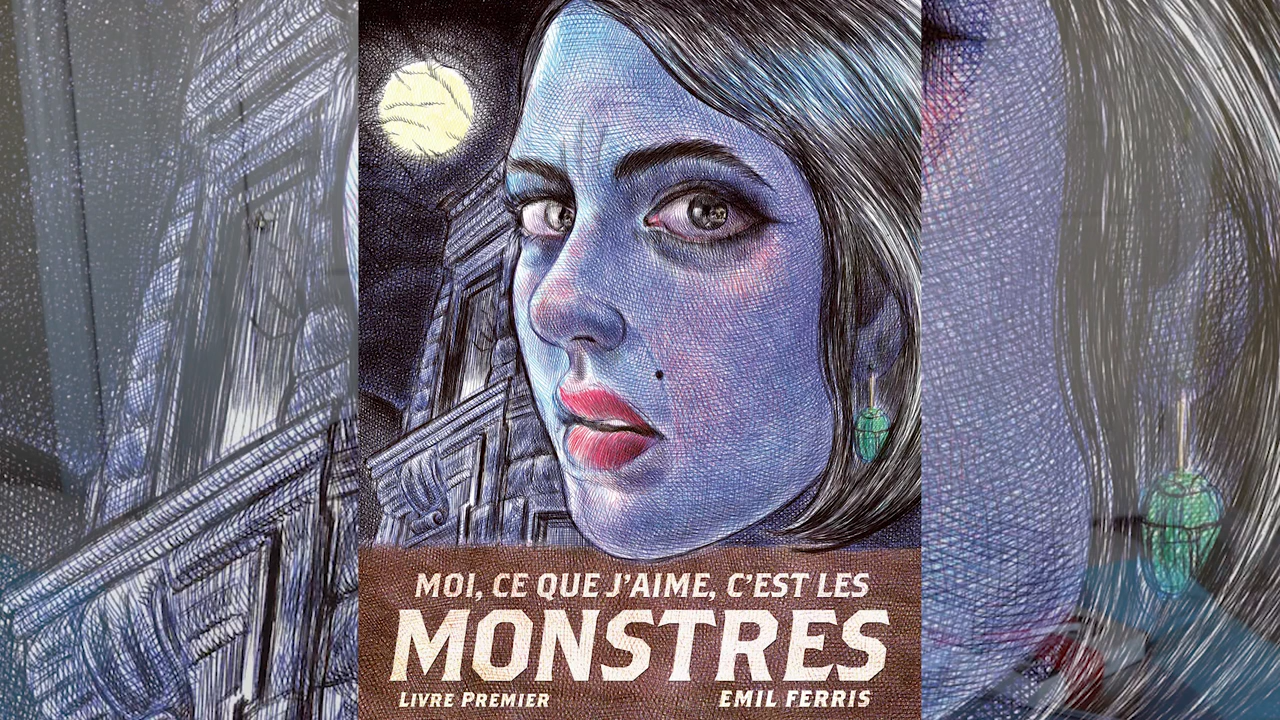 MOI, CE QUE J'AIME, C'EST LES
MONSTRES
LIVRE PREMIER
EMIL FERRIS